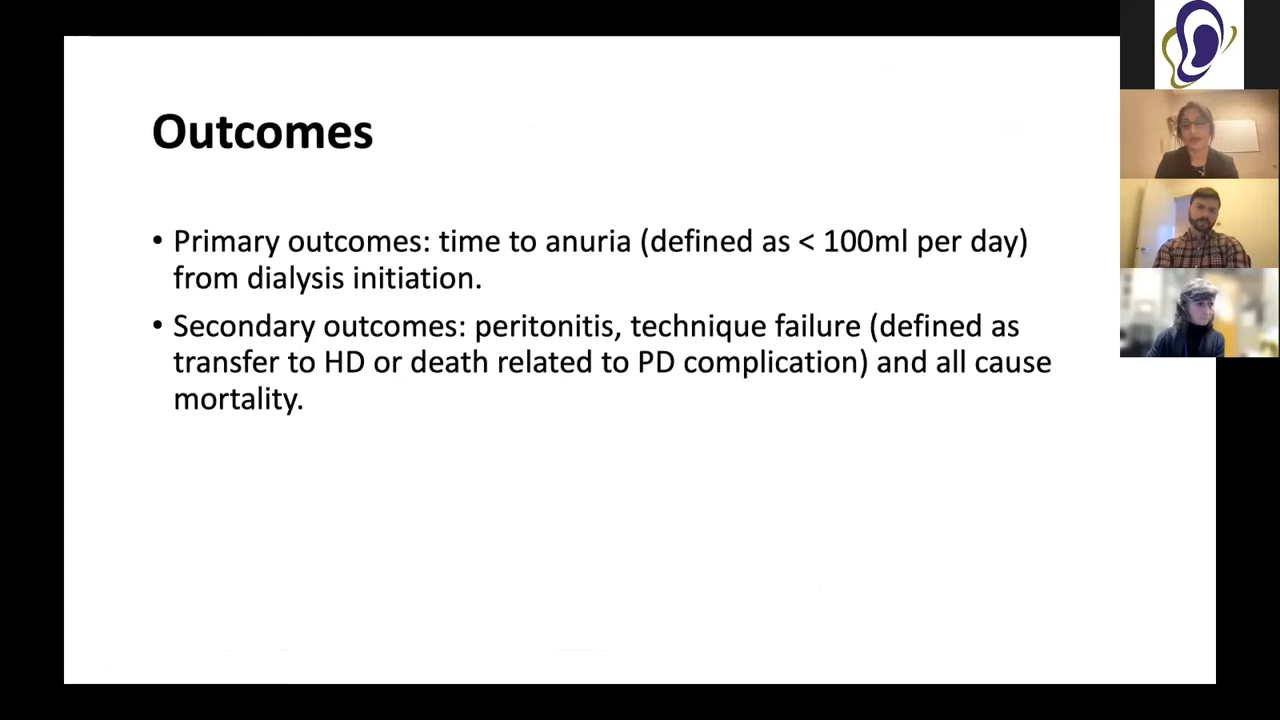 Outcomes
• Primary outcomes: time to anuria (defined as < 100ml per day)
from dialysis initiation.
• Secondary outcomes: peritonitis, technique failure (defined as
transfer to HD or death related to PD complication) and all cause
mortality.